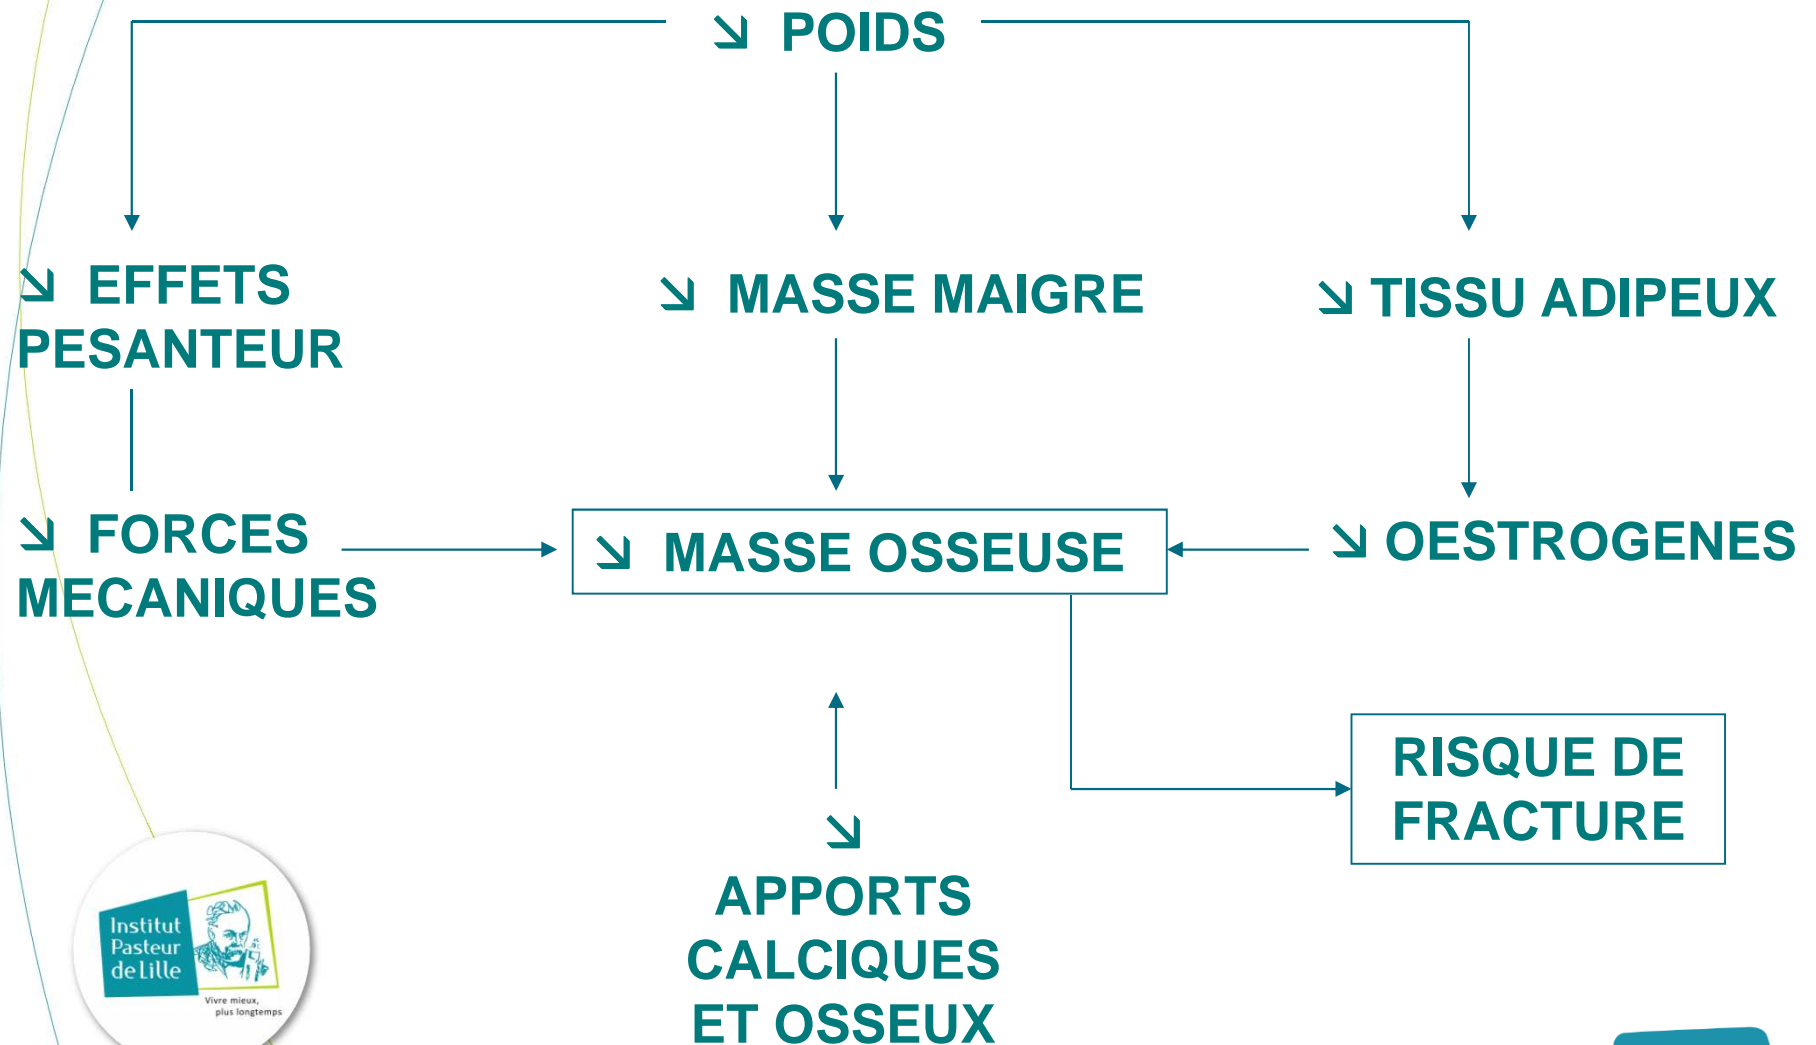 ↘ POIDS
↘ EFFETS
PESANTEUR
↘ MASSE MAIGRE
↘ TISSU ADIPEUX
↘ FORCES
MECANIQUES
↘ MASSE OSSEUSE
↘ OESTROGENES
RISQUE DE
FRACTURE
↘
APPORTS
CALCIQUES
ET OSSEUX
Institut
Pasteur
de Lille
Vivre mieux,
plus longtemps